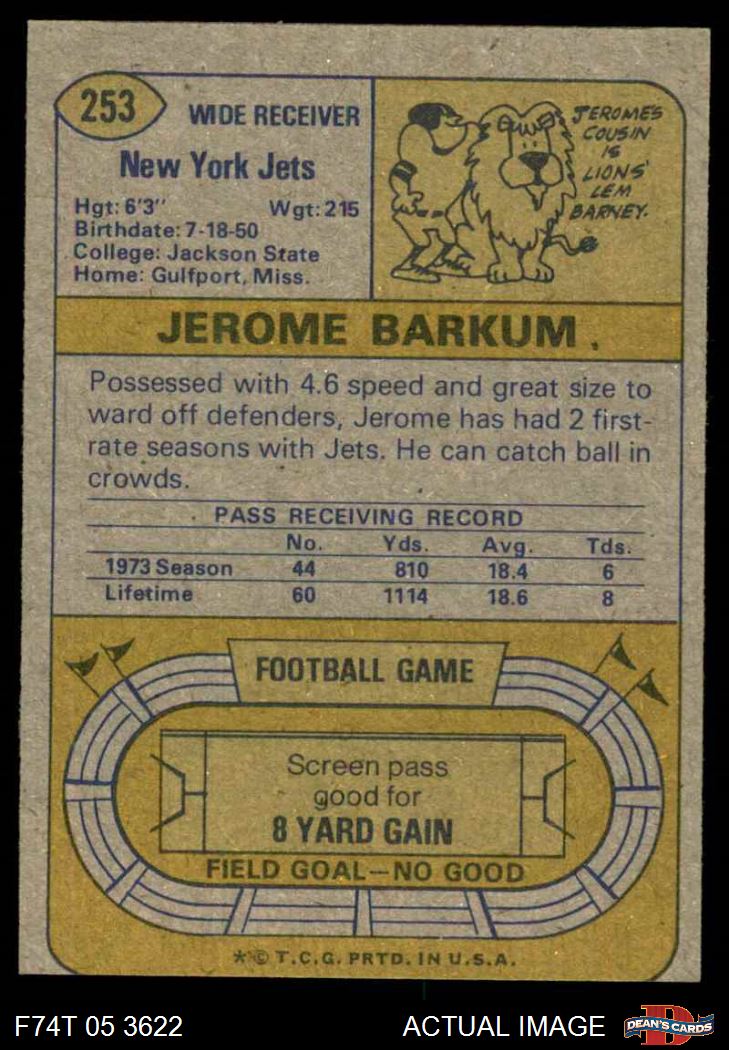 253
WIDE RECEIVER
New York Jets
Hgt: 6'3" Wgt: 215
Birthdate: 7-18-50
College: Jackson State
Home: Gulfport, Miss.
JEROME'S
COUSIN
IS
LIONS'
LEM
BARNEY.
JEROME BARKUM
Possessed with 4.6 speed and great size to
ward off defenders, Jerome has had 2 first-
rate seasons with Jets. He can catch ball in
crowds.
PASS RECEIVING RECORD
No. Yds. Avg. Tds.
1973 Season 44 810 18.4 6
Lifetime 60 1114 18.6 8
FOOTBALL GAME
Screen pass
good for
8 YARD GAIN
FIELD GOAL—NO GOOD
*© T.C.G. PRTD. IN U.S.A.
F74T 05 3622 ACTUAL IMAGE
D
DEAN'S CARDS